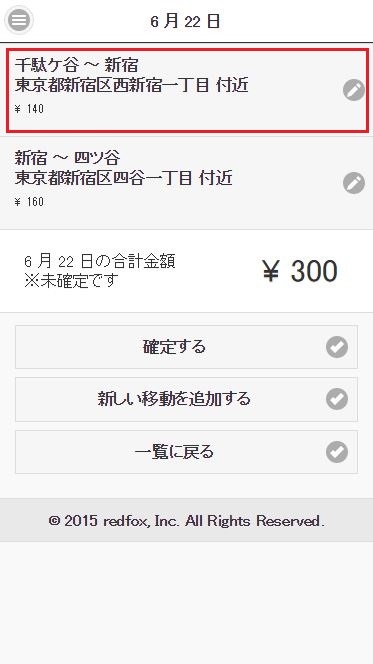 6 月 22 日
千駄ケ谷 ～ 新宿
東京都新宿区西新宿一丁目 付近
¥ 140
新宿 ～ 四ツ谷
東京都新宿区四谷一丁目 付近
¥ 160
6 月 22 日の合計金額
※未確定です
¥ 300
確定する
新しい移動を追加する
一覧に戻る
© 2015 redfox, Inc. All Rights Reserved.